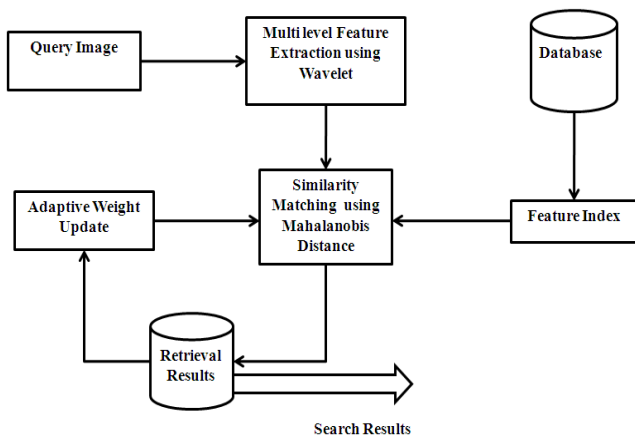 Query Image
Multi level Feature
Extraction using
Wavelet
Database
Adaptive Weight
Update
Similarity
Matching using
Mahalanobis
Distance
Feature Index
Retrieval
Results
Search Results